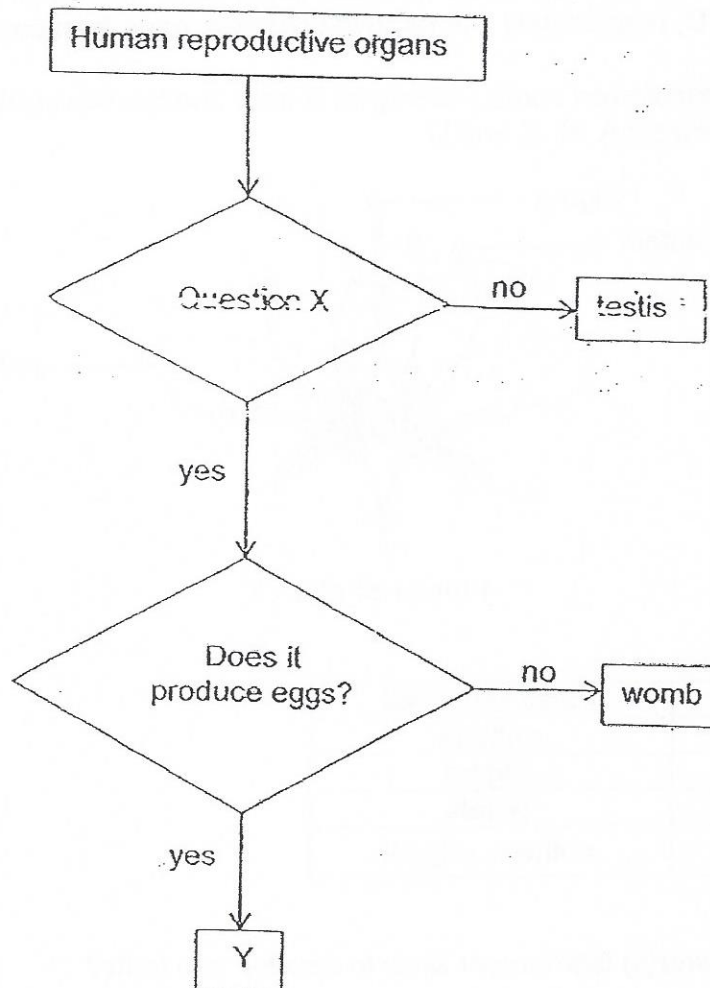 Human reproductive organs
Question X
no
testis
yes
Does it
produce eggs?
no
womb
yes
Y